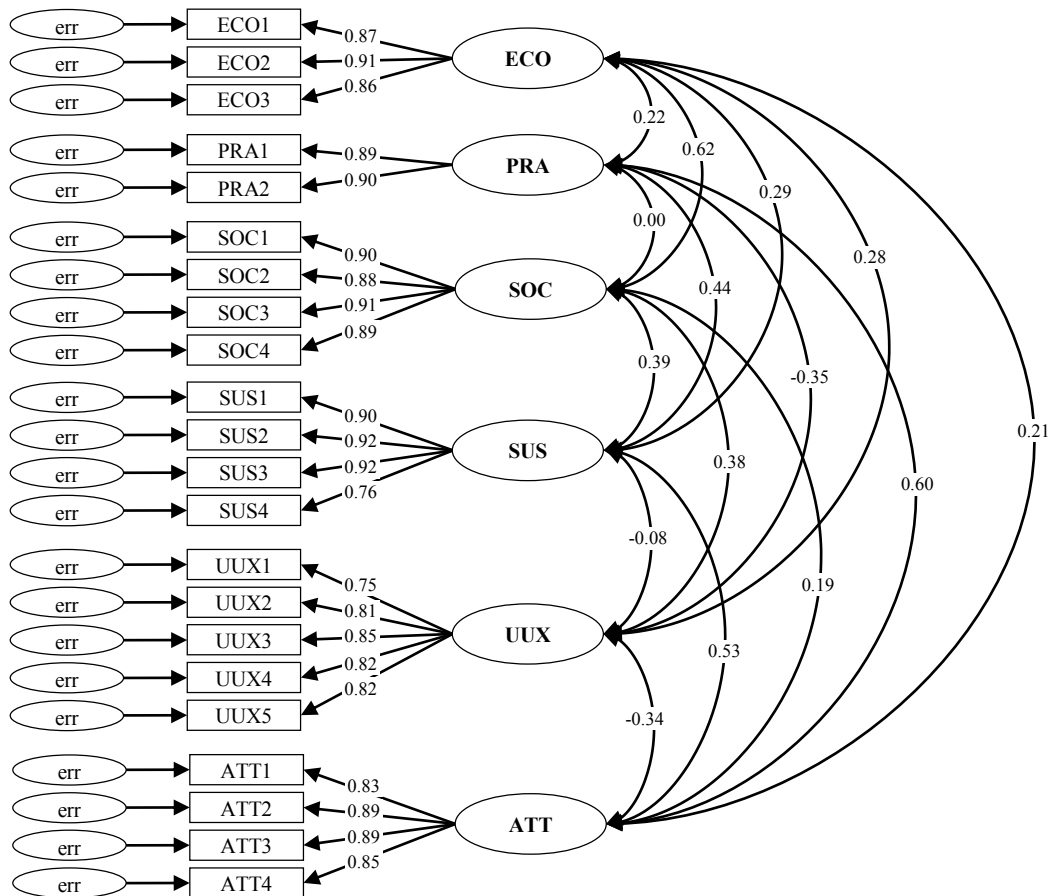 err ECO1 0.87
err ECO2 0.91 ECO
err ECO3 0.86
0.22
0.62
err PRA1 0.89
PRA
err PRA2 0.90
0.29
0.00
err SOC1 0.90
0.28
err SOC2 0.88
SOC 0.44
err SOC3 0.91
err SOC4 0.89
0.39
-0.35
err SUS1 0.90
0.21
err SUS2 0.92
SUS
0.38
err SUS3 0.92
0.60
err SUS4 0.76
-0.08
err UUX1 0.75
0.19
err UUX2 0.81
err UUX3 0.85 UUX
0.53
err UUX4 0.82
err UUX5 0.82
-0.34
err ATT1 0.83
err ATT2 0.89
ATT
err ATT3 0.89
err ATT4 0.85